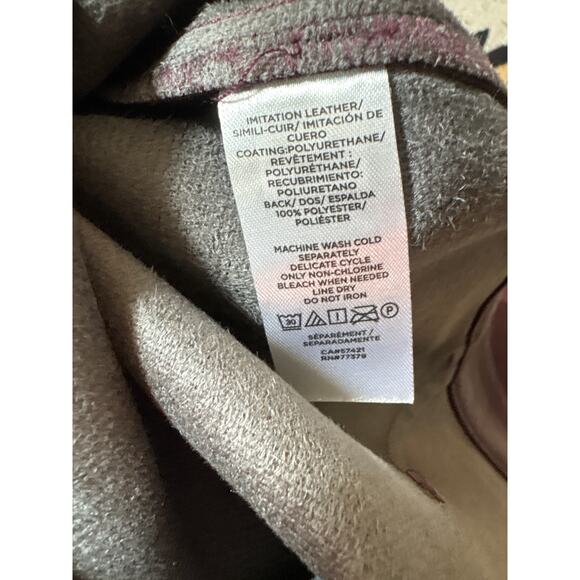 IMITATION LEATHER/
SIMILI-CUIR/ IMITACIÓN DE
CUERO
COATING:POLYURETHANE/
REVÊTEMENT :
POLYURÉTHANE/
RECUBRIMIENTO:
POLIURETANO
BACK/ DOS/ ESPALDA
100% POLYESTER/
POLIÉSTER
MACHINE WASH COLD
SEPARATELY
DELICATE CYCLE
ONLY NON-CHLORINE
BLEACH WHEN NEEDED
LINE DRY
DO NOT IRON
30
P
SÉPARÉMENT /
SEPARADAMENTE
CA#57421
RN#77379